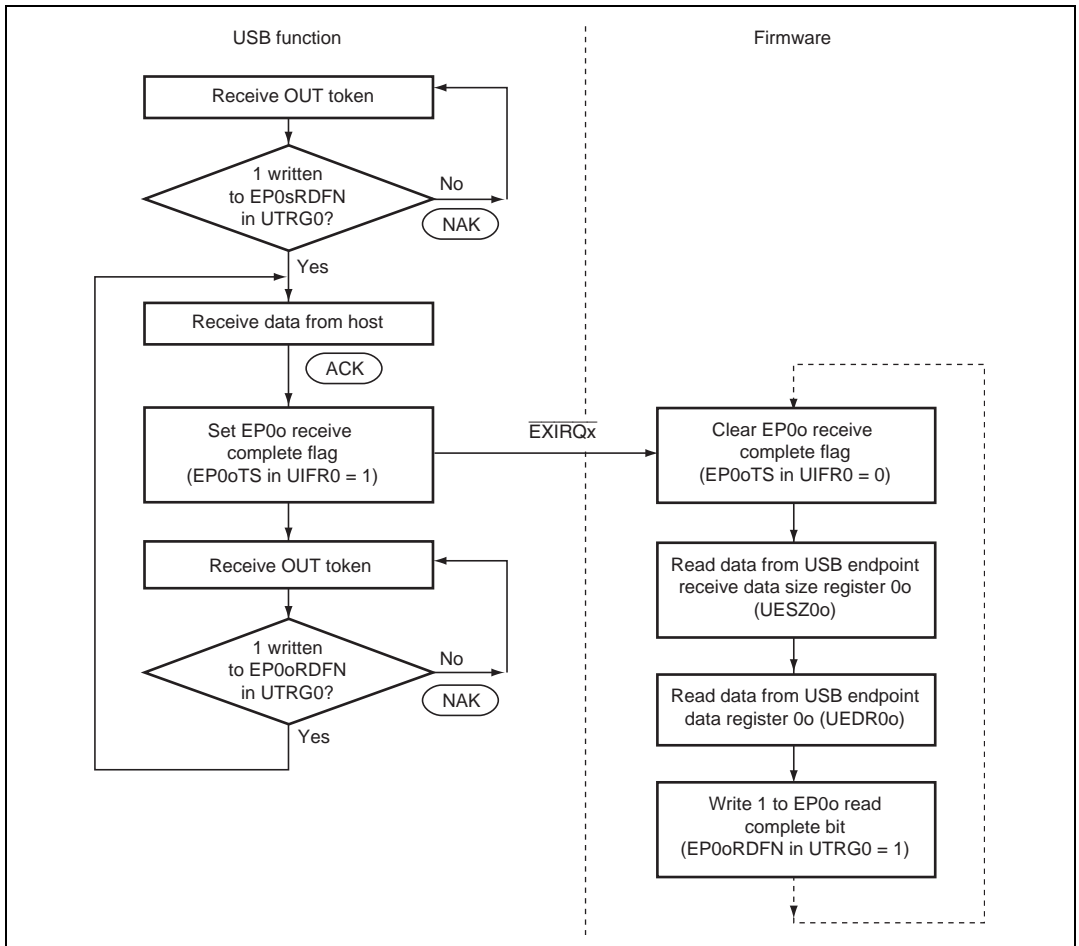 USB function
Receive OUT token
1 written
to EP0sRDFN
in UTRG0?
No
NAK
Yes
Receive data from host
ACK
Set EP0o receive
complete flag
(EP0oTS in UIFR0 = 1)
Receive OUT token
1 written
to EP0oRDFN
in UTRG0?
No
NAK
Yes
EXIRQx
Firmware
Clear EP0o receive
complete flag
(EP0oTS in UIFR0 = 0)
Read data from USB endpoint
receive data size register 0o
(UESZ0o)
Read data from USB endpoint
data register 0o (UEDR0o)
Write 1 to EP0o read
complete bit
(EP0oRDFN in UTRG0 = 1)